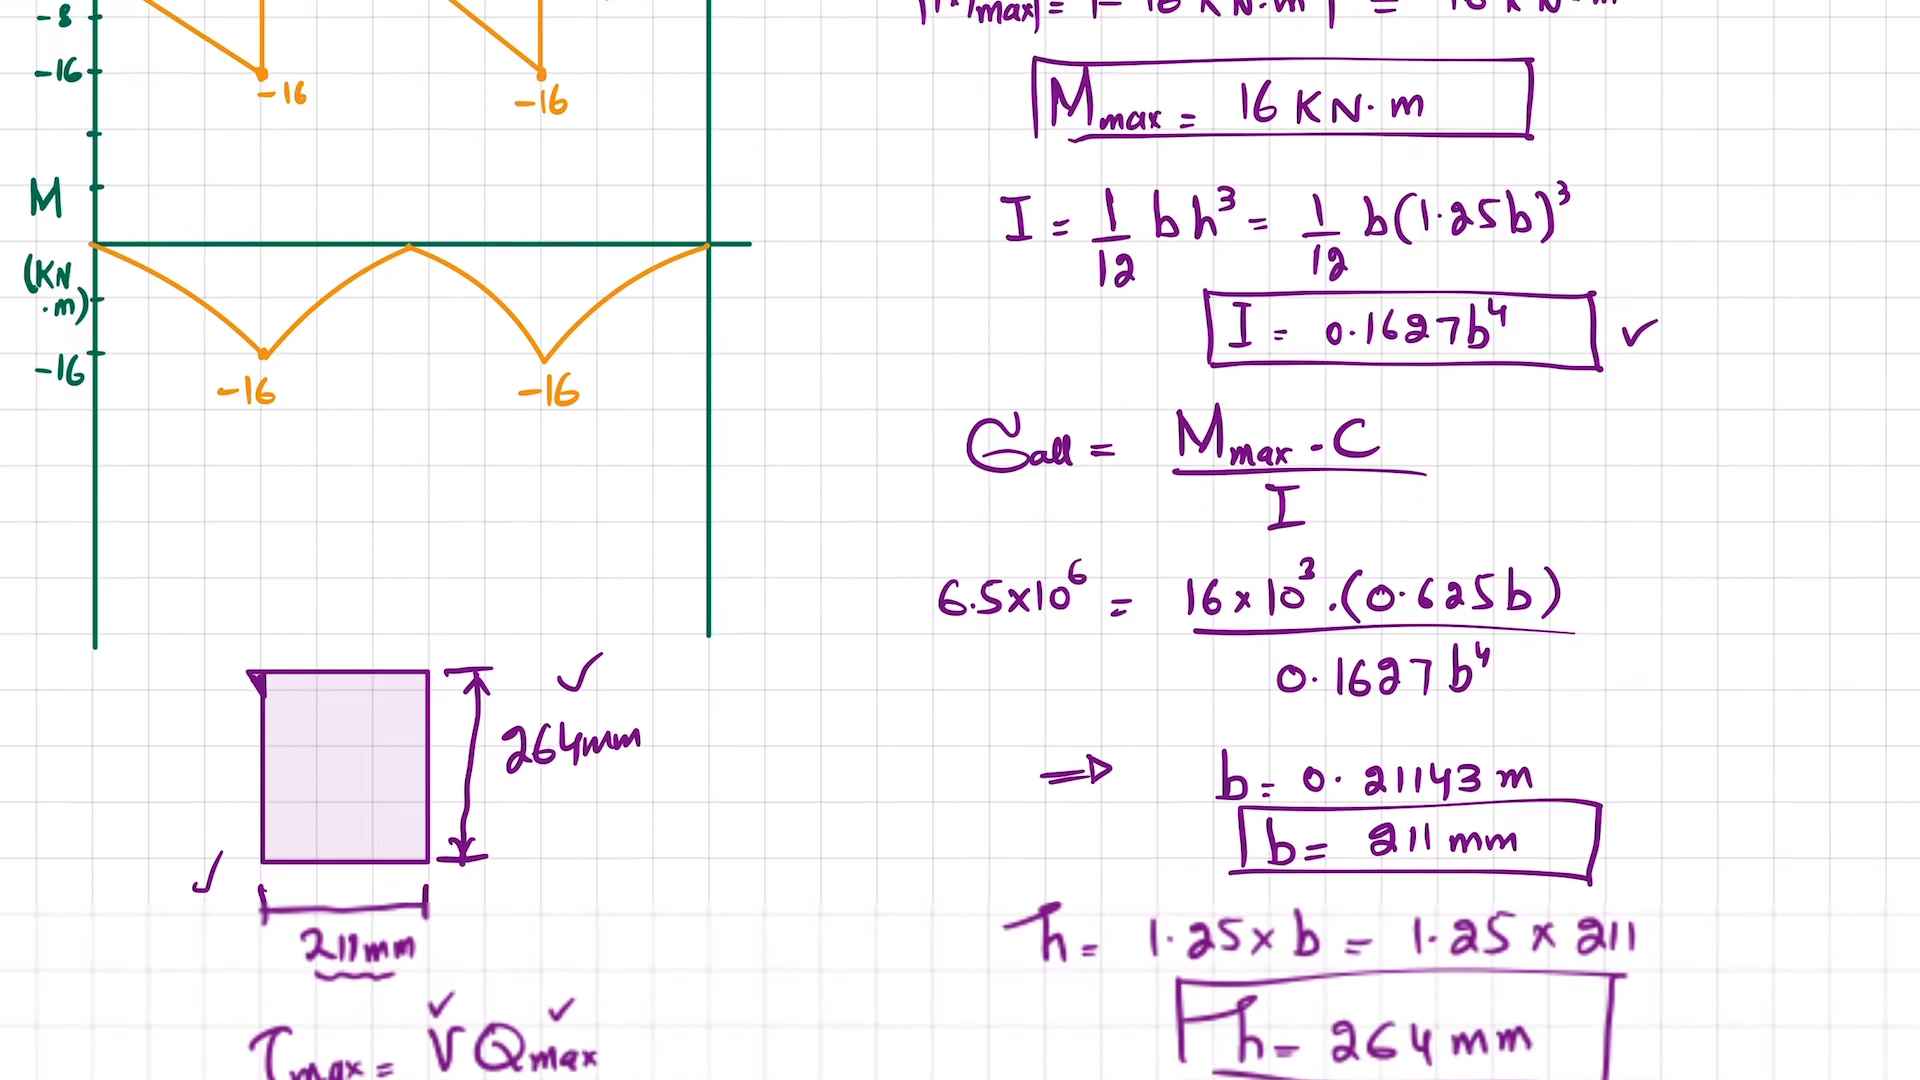 -8
-16
-16
-16
M
(KN
.m)
-16
-16
-16
264mm
211mm
τmax = VQmax
max = |- 16 KN.m | = 16 KN.m
Mmax = 16 KN.m
I = 1/12 bh³ = 1/12 b(1.25b)³
I = 0.1627b⁴
σall = Mmax . C / I
6.5x10⁶ = 16x10³.(0.625b) / 0.1627b⁴
⇒ b = 0.21143 m
b = 211 mm
h = 1.25 x b = 1.25 x 211
h = 264 mm